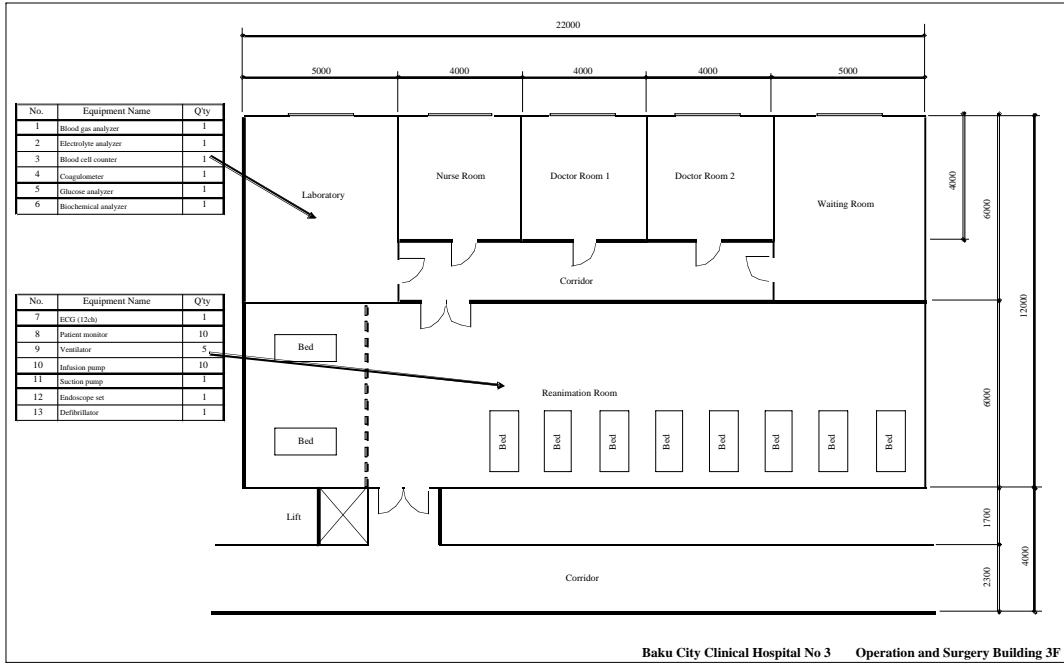 22000
5000 4000 4000 4000 5000
No. Equipment Name Q'ty
1 Blood gas analyzer 1
2 Electrolyte analyzer 1
3 Blood cell counter 1
4 Coagulometer 1
5 Glucose analyzer 1
6 Biochemical analyzer 1
Laboratory
Nurse Room
Doctor Room 1
Doctor Room 2
Waiting Room
4000
6000
12000
Corridor
No. Equipment Name Q'ty
7 ECG (12ch) 1
8 Patient monitor 10
9 Ventilator 5
10 Infusion pump 10
11 Suction pump 1
12 Endoscope set 1
13 Defibrillator 1
Bed
Reanimation Room
6000
Bed
Bed Bed Bed Bed Bed Bed Bed Bed
Lift
1700
4000
Corridor
2300
Baku City Clinical Hospital No 3 Operation and Surgery Building 3F